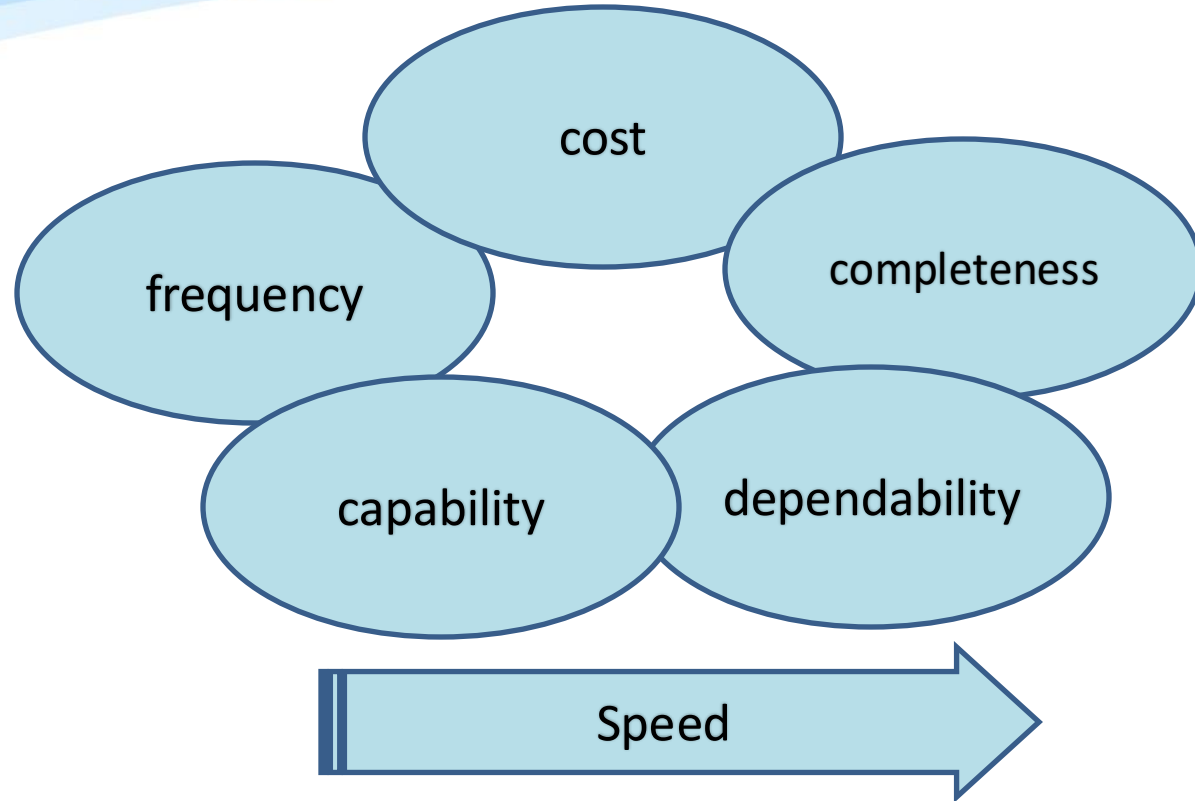 cost
completeness
frequency
capability
dependability
Speed